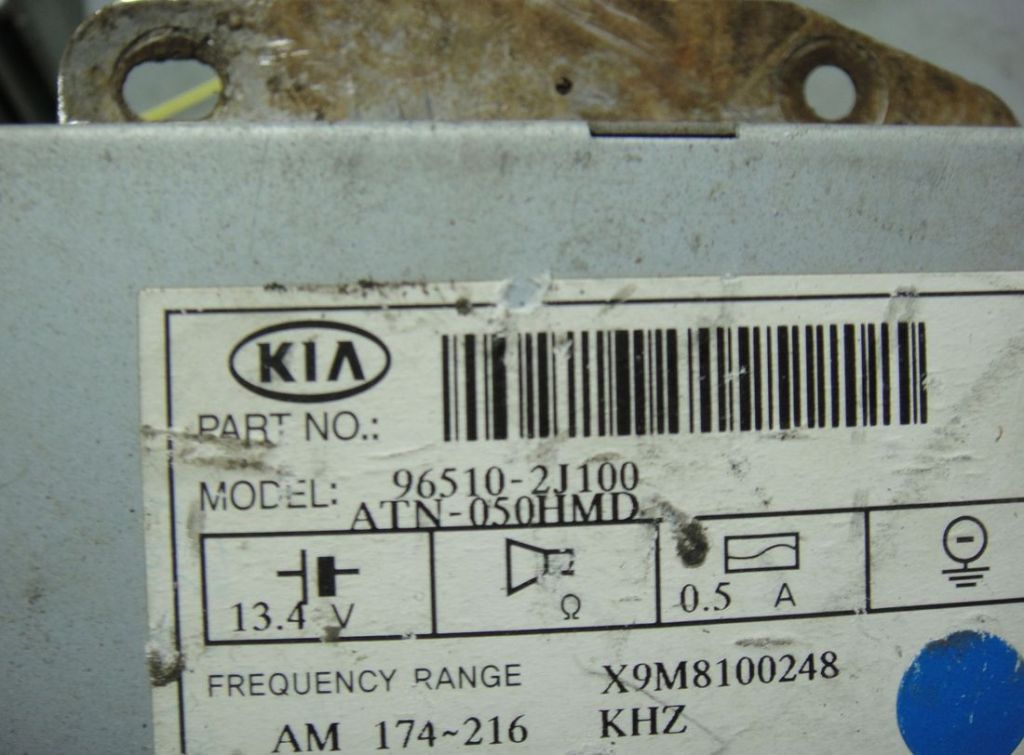 KIA
PART NO.:
96510-2J100
MODEL: ATN-050HMD
13.4 V
Ω
0.5 A
FREQUENCY RANGE X9M8100248
AM 174~216 KHZ